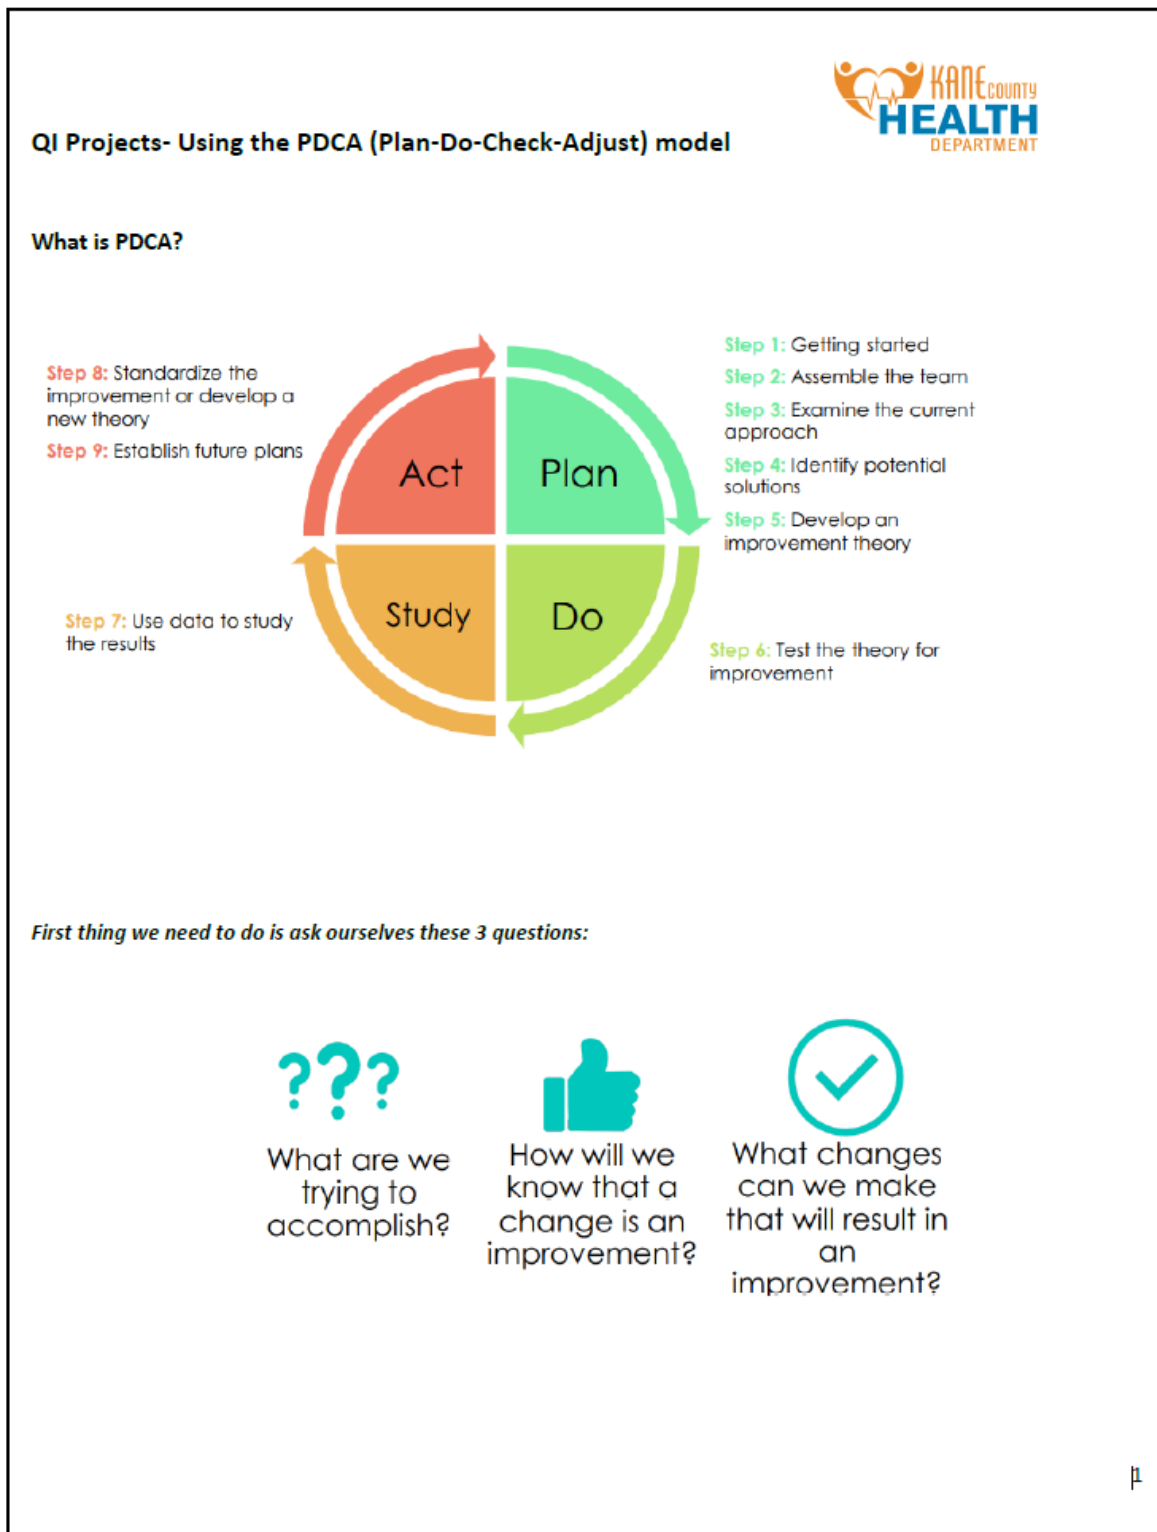 KANE COUNTY
HEALTH
DEPARTMENT
QI Projects- Using the PDCA (Plan-Do-Check-Adjust) model
What is PDCA?
Step 8: Standardize the
improvement or develop a
new theory
Step 9: Establish future plans
Act
Plan
Step 1: Getting started
Step 2: Assemble the team
Step 3: Examine the current
approach
Step 4: Identify potential
solutions
Step 5: Develop an
improvement theory
Step 7: Use data to study
the results
Study
Do
Step 6: Test the theory for
improvement
First thing we need to do is ask ourselves these 3 questions:
???
What are we
trying to
accomplish?
How will we
know that a
change is an
improvement?
What changes
can we make
that will result in
an
improvement?
1